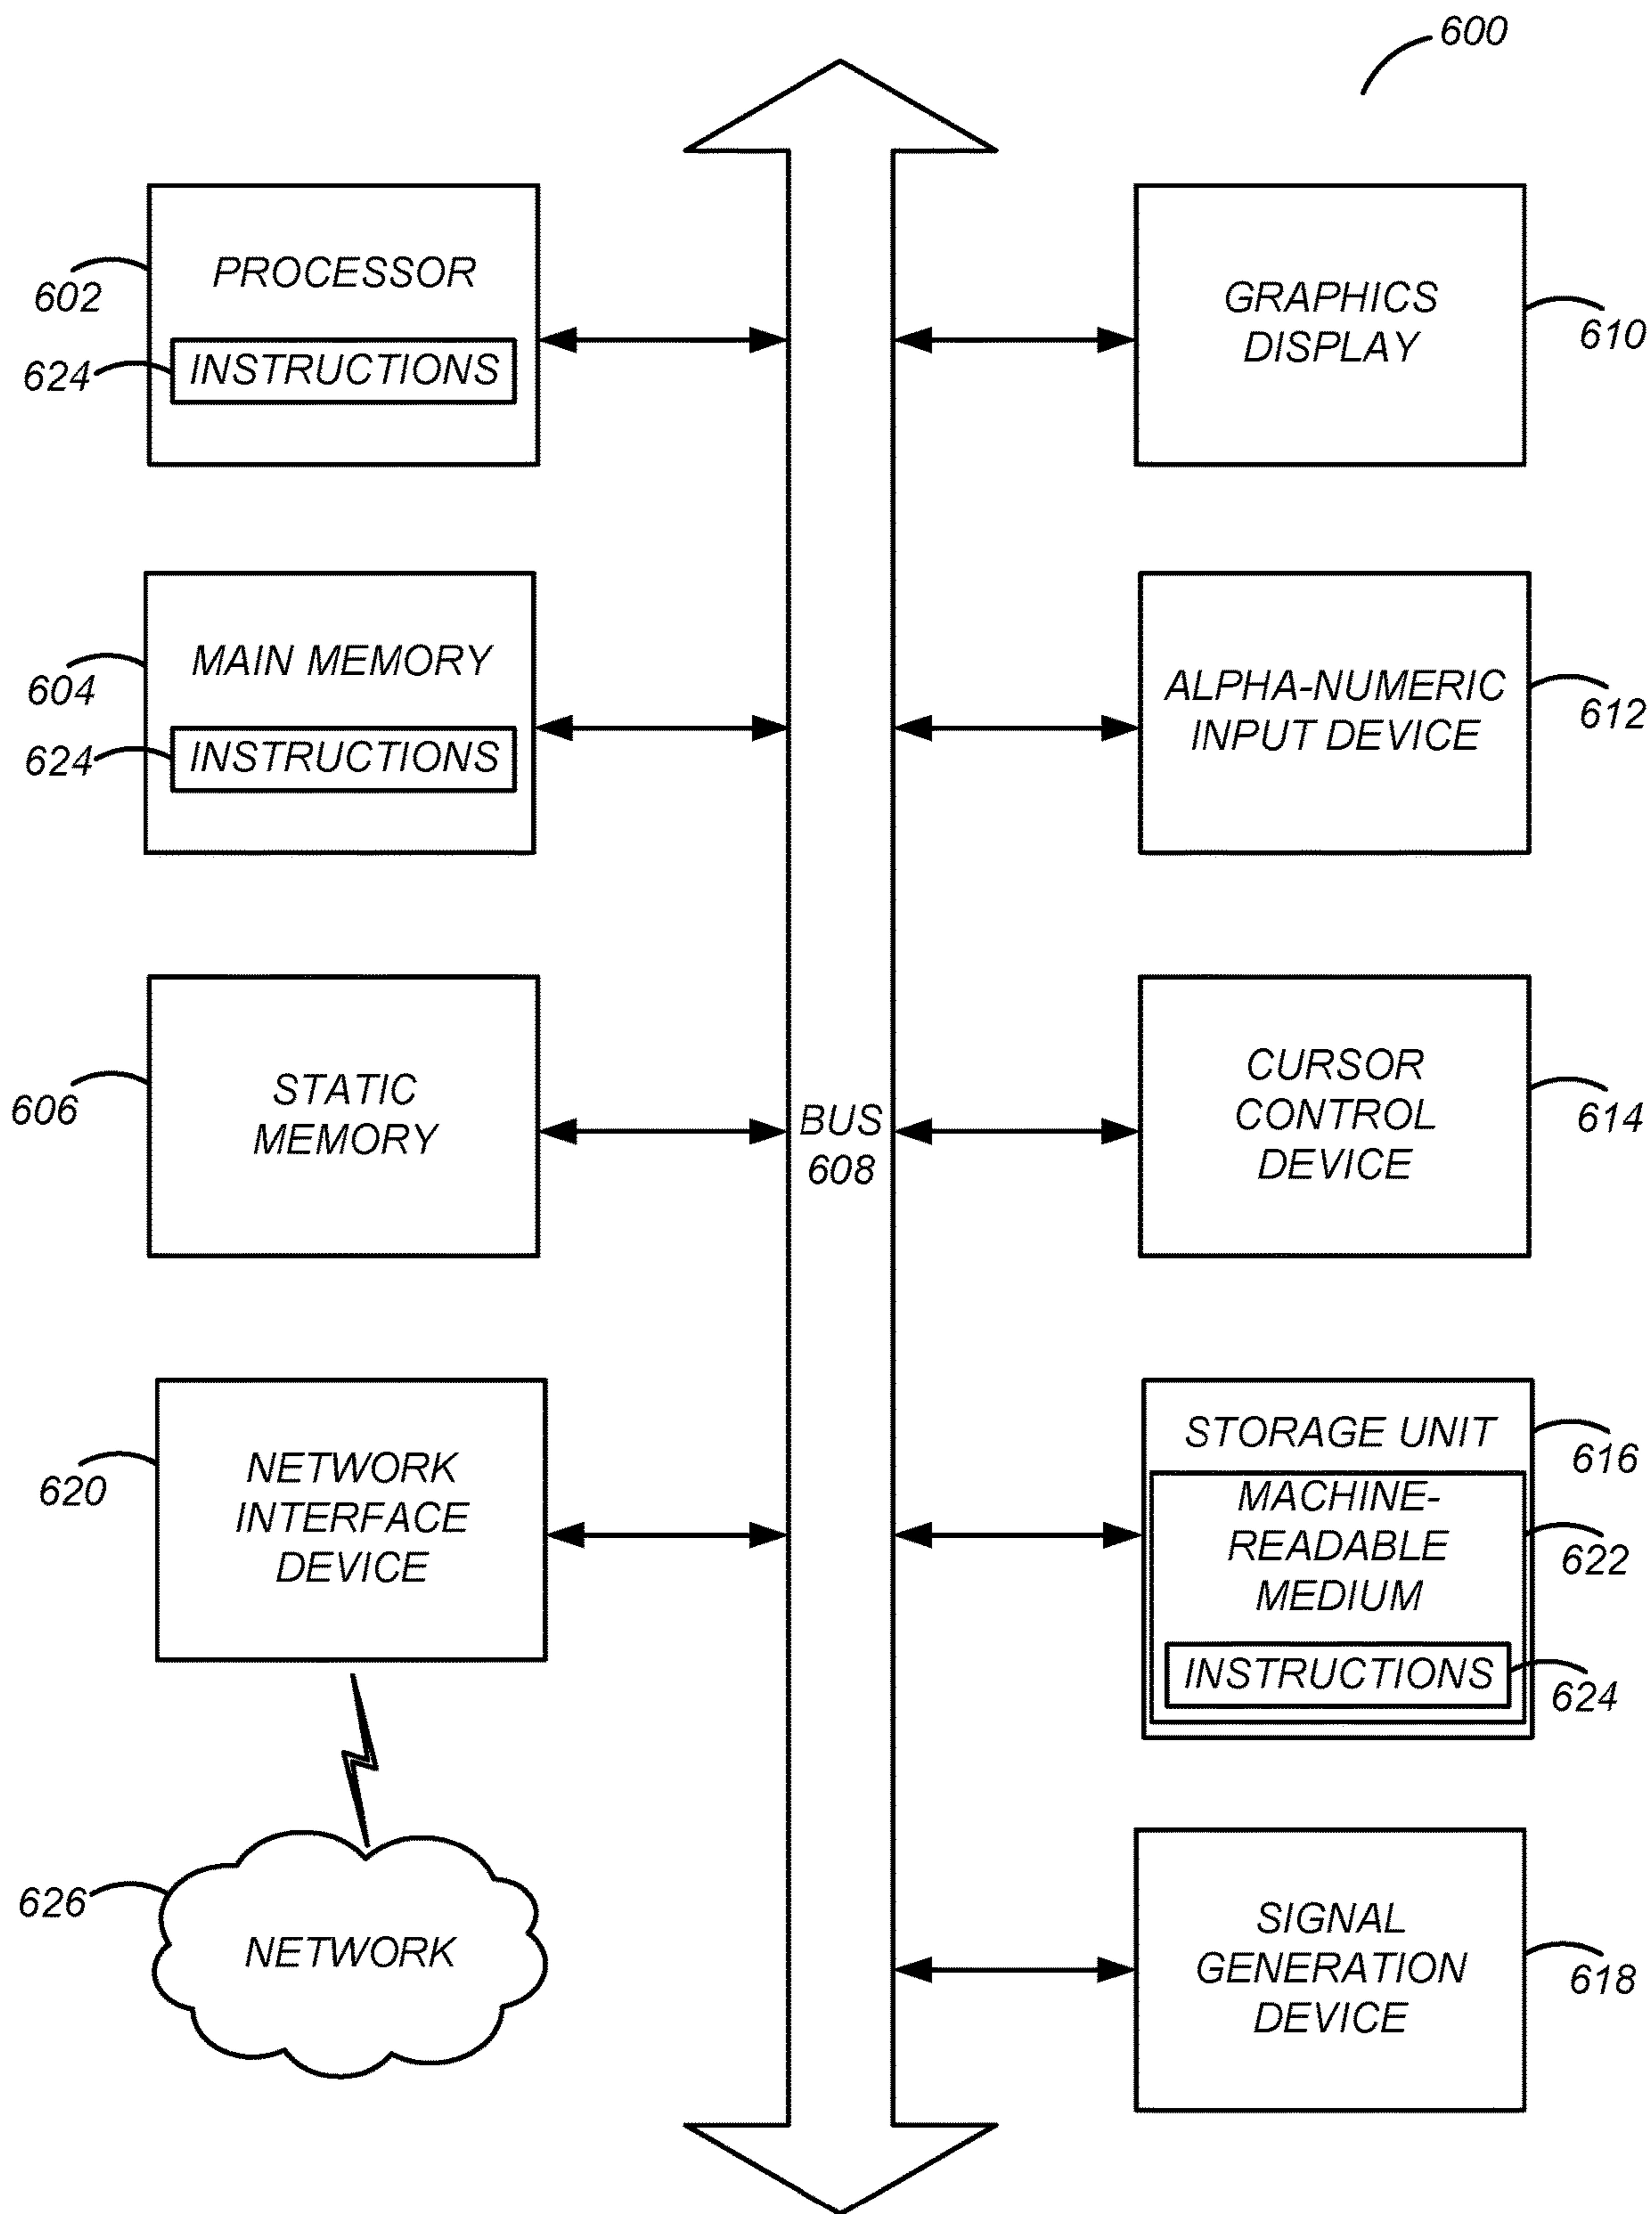 600
PROCESSOR
602
624
INSTRUCTIONS
GRAPHICS
DISPLAY
610
MAIN MEMORY
604
624
INSTRUCTIONS
ALPHA-NUMERIC
INPUT DEVICE
612
STATIC
MEMORY
606
BUS
608
CURSOR
CONTROL
DEVICE
614
NETWORK
INTERFACE
DEVICE
620
STORAGE UNIT
616
MACHINE-
READABLE
MEDIUM
622
INSTRUCTIONS
624
626
NETWORK
SIGNAL
GENERATION
DEVICE
618